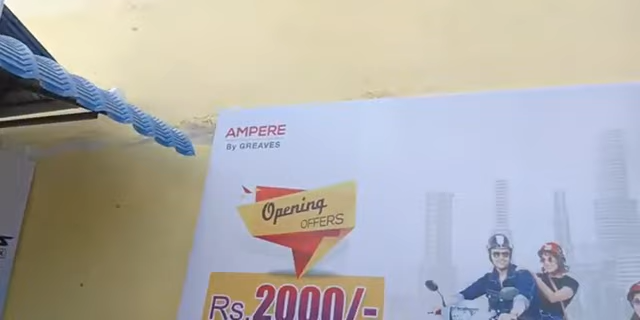 AMPERE
By GREAVES
Opening
OFFERS
Rs.2000/-